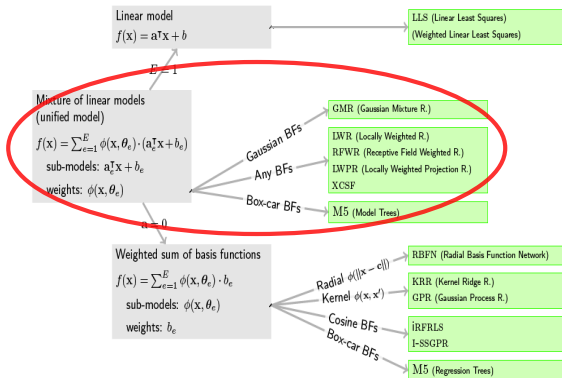 Linear model
f(x) = aᵀx + b
LLS (Linear Least Squares)
(Weighted Linear Least Squares)
E = 1
Mixture of linear models
(unified model)
f(x) = ∑ᴱₑ₌₁ ϕ(x, θₑ)·(aₑᵀx + bₑ)
sub-models: aₑᵀx + bₑ
weights: ϕ(x, θₑ)
Gaussian BFs
GMR (Gaussian Mixture R.)
Any BFs
LWR (Locally Weighted R.)
RFWR (Receptive Field Weighted R.)
LWPR (Locally Weighted Projection R.)
XCSF
Box-car BFs
M5 (Model Trees)
a = 0
Weighted sum of basis functions
f(x) = ∑ᴱₑ₌₁ ϕ(x, θₑ) · bₑ
sub-models: ϕ(x, θₑ)
weights: bₑ
Radial ϕ(||x − c||)
RBFN (Radial Basis Function Network)
Kernel ϕ(x, x′)
KRR (Kernel Ridge R.)
GPR (Gaussian Process R.)
Cosine BFs
iRFRLS
I-SSGPR
Box-car BFs
M5 (Regression Trees)